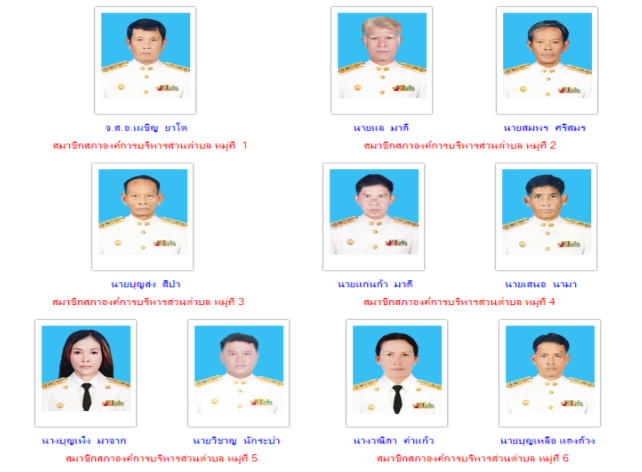 จ.ส.อ.เผชิญ ยาโต
นายแล มาดี
นายสมพร ศรีสมร
สมาชิกสภาองค์การบริหารส่วนตำบล หมู่ที่ 1
สมาชิกสภาองค์การบริหารส่วนตำบล หมู่ที่ 2
นายบุญส่ง สีป่า
นายแก่นก้า มาดี
นายเสนอ นามา
สมาชิกสภาองค์การบริหารส่วนตำบล หมู่ที่ 3
สมาชิกสภาองค์การบริหารส่วนตำบล หมู่ที่ 4
นางบุญเพ็ง มาจาก
นายวิชาญ นักระบำ
นางวณิดา คำแก้ว
นายบุญเหลือ แดงด้วง
สมาชิกสภาองค์การบริหารส่วนตำบล หมู่ที่ 5
สมาชิกสภาองค์การบริหารส่วนตำบล หมู่ที่ 6